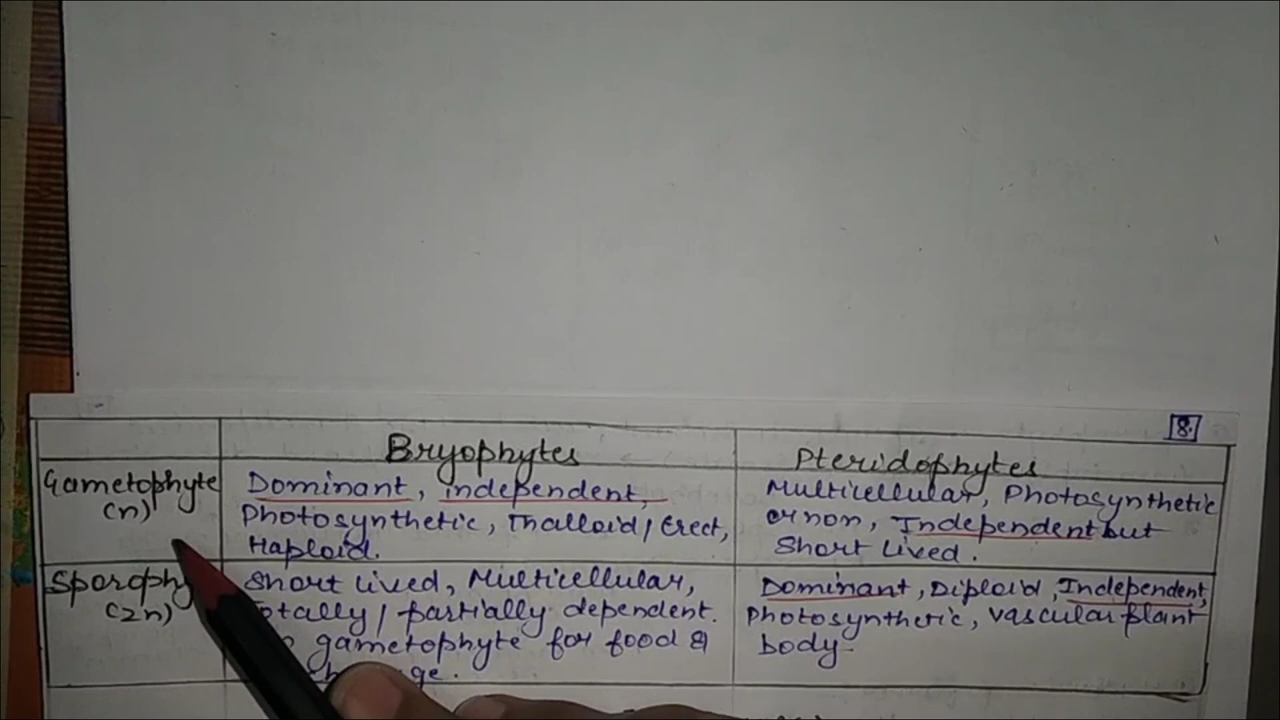 8.
Bryophytes
Pteridophytes
Gametophyte
(n)
Dominant, independent,
Photosynthetic, Thalloid / Erect,
Haploid.
Multicellular, Photosynthetic
or non, Independent but
Short Lived.
(2n)
Short lived, Multicellular,
totally / partially dependent.
gametophyte for food &
Dominant, Diploid, Independent,
Photosynthetic, vascular plant
body.